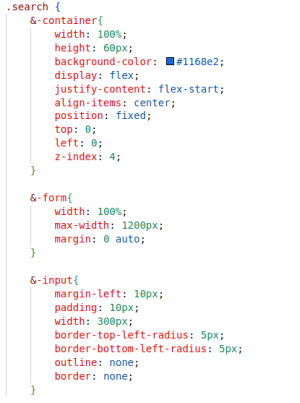 .search {
&-container{
width: 100%;
height: 60px;
background-color: #1168e2;
display: flex;
justify-content: flex-start;
align-items: center;
position: fixed;
top: 0;
left: 0;
z-index: 4;
}
&-form{
width: 100%;
max-width: 1200px;
margin: 0 auto;
}
&-input{
margin-left: 10px;
padding: 10px;
width: 300px;
border-top-left-radius: 5px;
border-bottom-left-radius: 5px;
outline: none;
border: none;
}